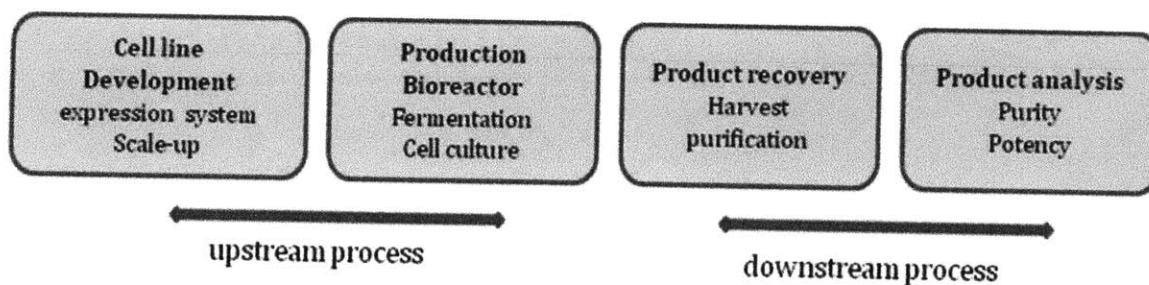 Cell line
Development
expression system
Scale-up
Production
Bioreactor
Fermentation
Cell culture
Product recovery
Harvest
purification
Product analysis
Purity
Potency
upstream process
downstream process